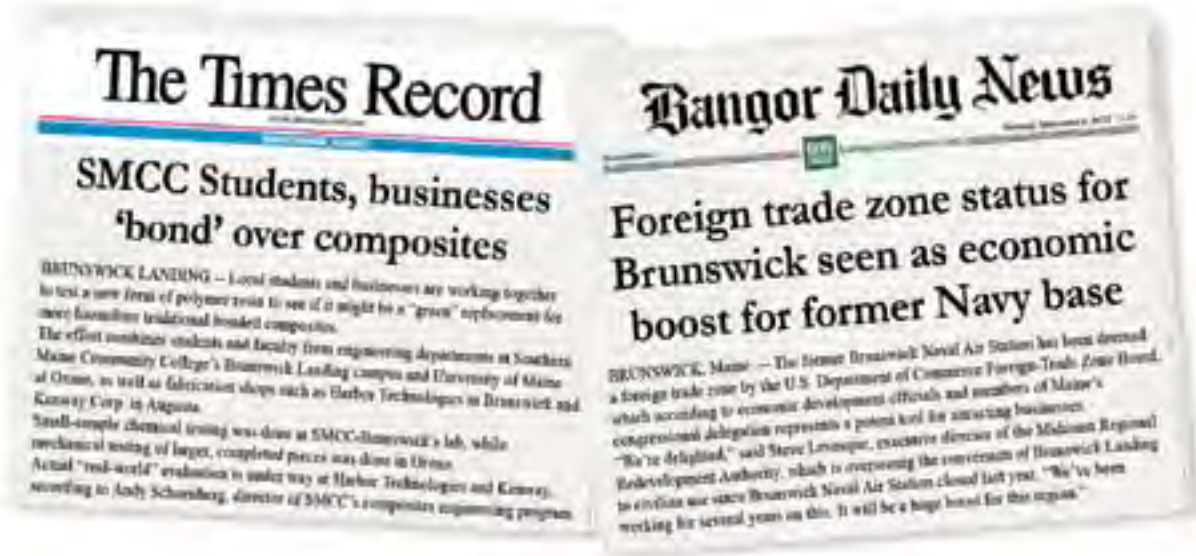 The Times Record
SMCC Students, businesses
‘bond’ over composites
BRUNSWICK LANDING – Local students and businesses are working together
to test a new form of polymer resin to see if it might be a "green" replacement for
more hazardous traditional bonded composites.
The effort combines students and faculty from engineering departments at Southern
Maine Community College's Brunswick Landing campus and University of Maine
at Orono, as well as fabrication shops such as Harbor Technologies in Brunswick and
Kenway Corp. in Augusta.
Small-sample chemical testing was done at SMCC-Brunswick's lab, while
mechanical testing of larger, completed pieces was done in Orono.
Actual "real-world" evaluation is under way at Harbor Technologies and Kenway,
according to Andy Schoenberg, director of SMCC's composites engineering program
Bangor Daily News
Foreign trade zone status for
Brunswick seen as economic
boost for former Navy base
BRUNSWICK, Maine — The former Brunswick Naval Air Station has been deemed
a foreign trade zone by the U.S. Department of Commerce Foreign-Trade Zone Board,
which according to economic development officials and members of Maine's
congressional delegation represents a potent tool for attracting businesses.
"We're delighted," said Steve Levesque, executive director of the Midcoast Regional
Redevelopment Authority, which is overseeing the conversion of Brunswick Landing
to civilian use since Brunswick Naval Air Station closed last year. "We've been
working for several years on this. It will be a huge boost for this region."